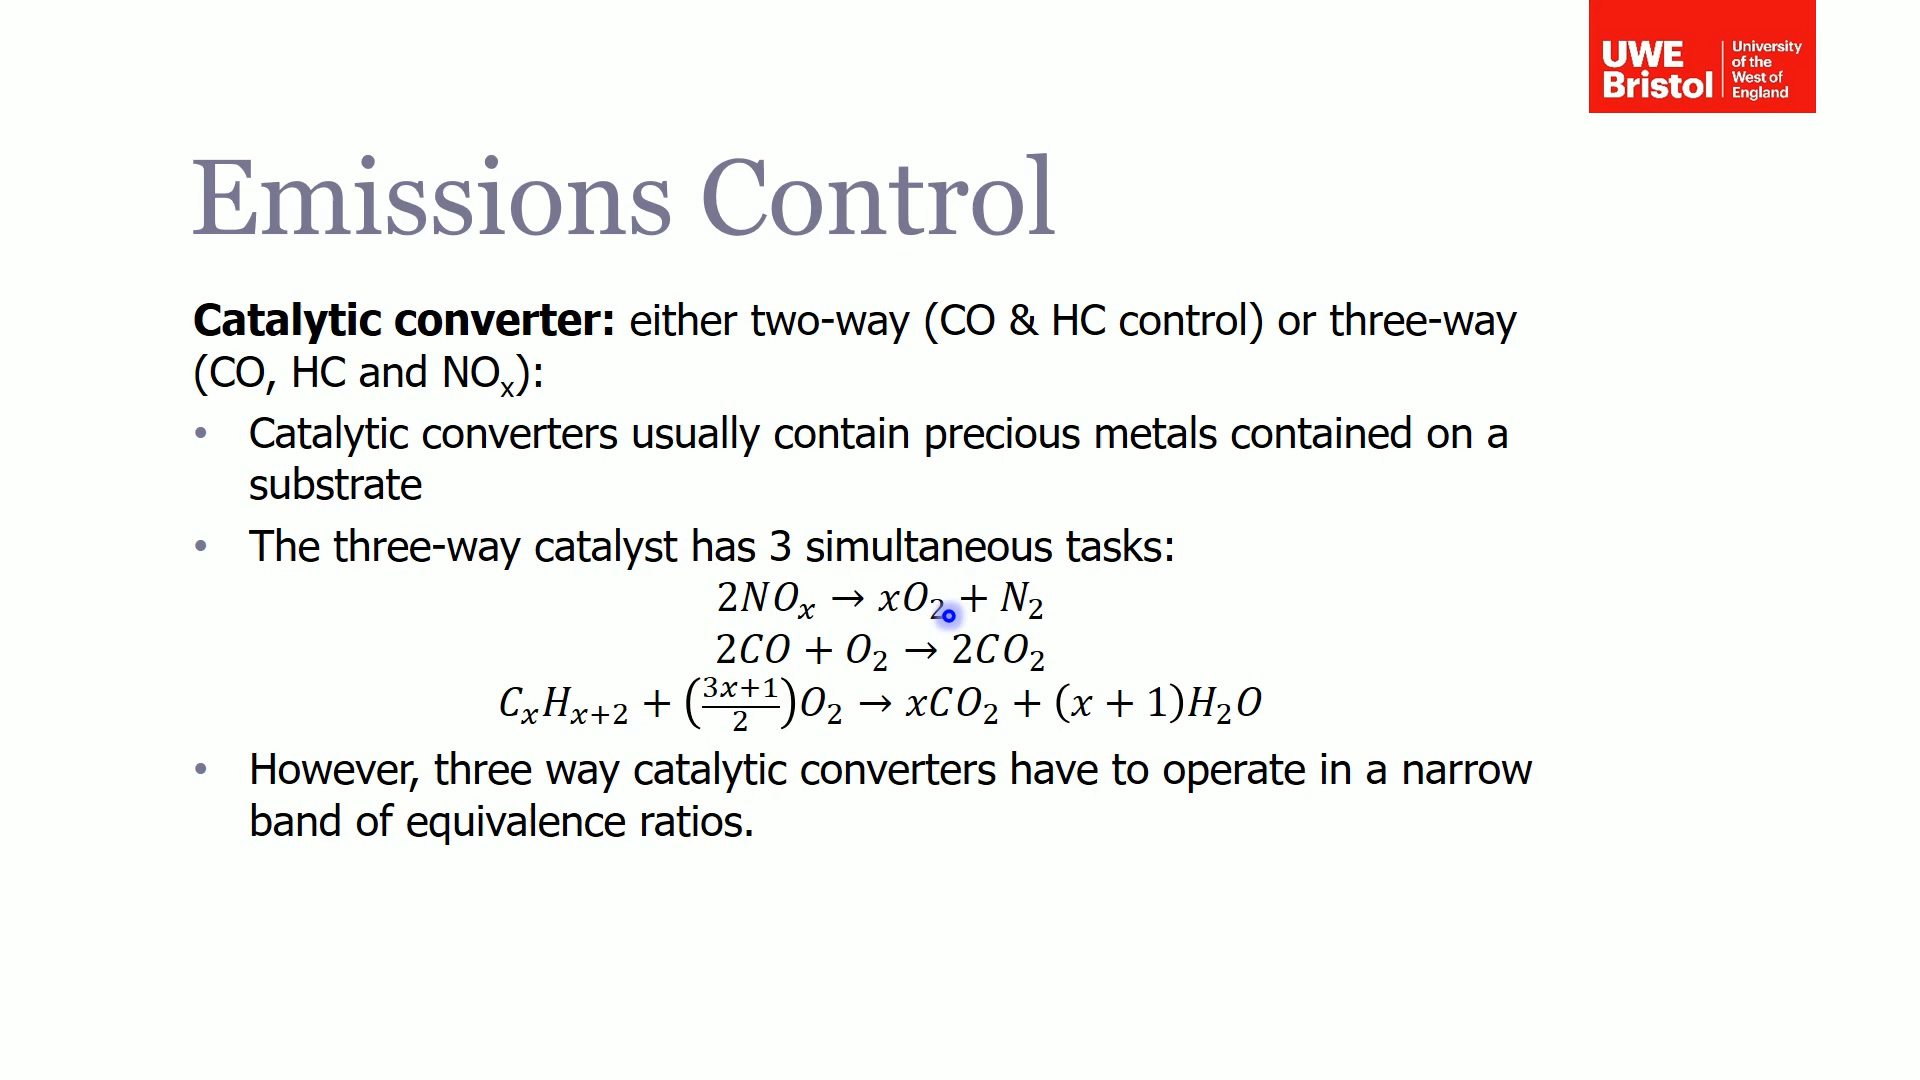 UWE Bristol
University of the West of England
Emissions Control
Catalytic converter: either two-way (CO & HC control) or three-way
(CO, HC and NOₓ):
• Catalytic converters usually contain precious metals contained on a
substrate
• The three-way catalyst has 3 simultaneous tasks:
2NOₓ → xO₂ + N₂
2CO + O₂ → 2CO₂
CₓHₓ₊₂ + ((3x+1)/2)O₂ → xCO₂ + (x + 1)H₂O
• However, three way catalytic converters have to operate in a narrow
band of equivalence ratios.